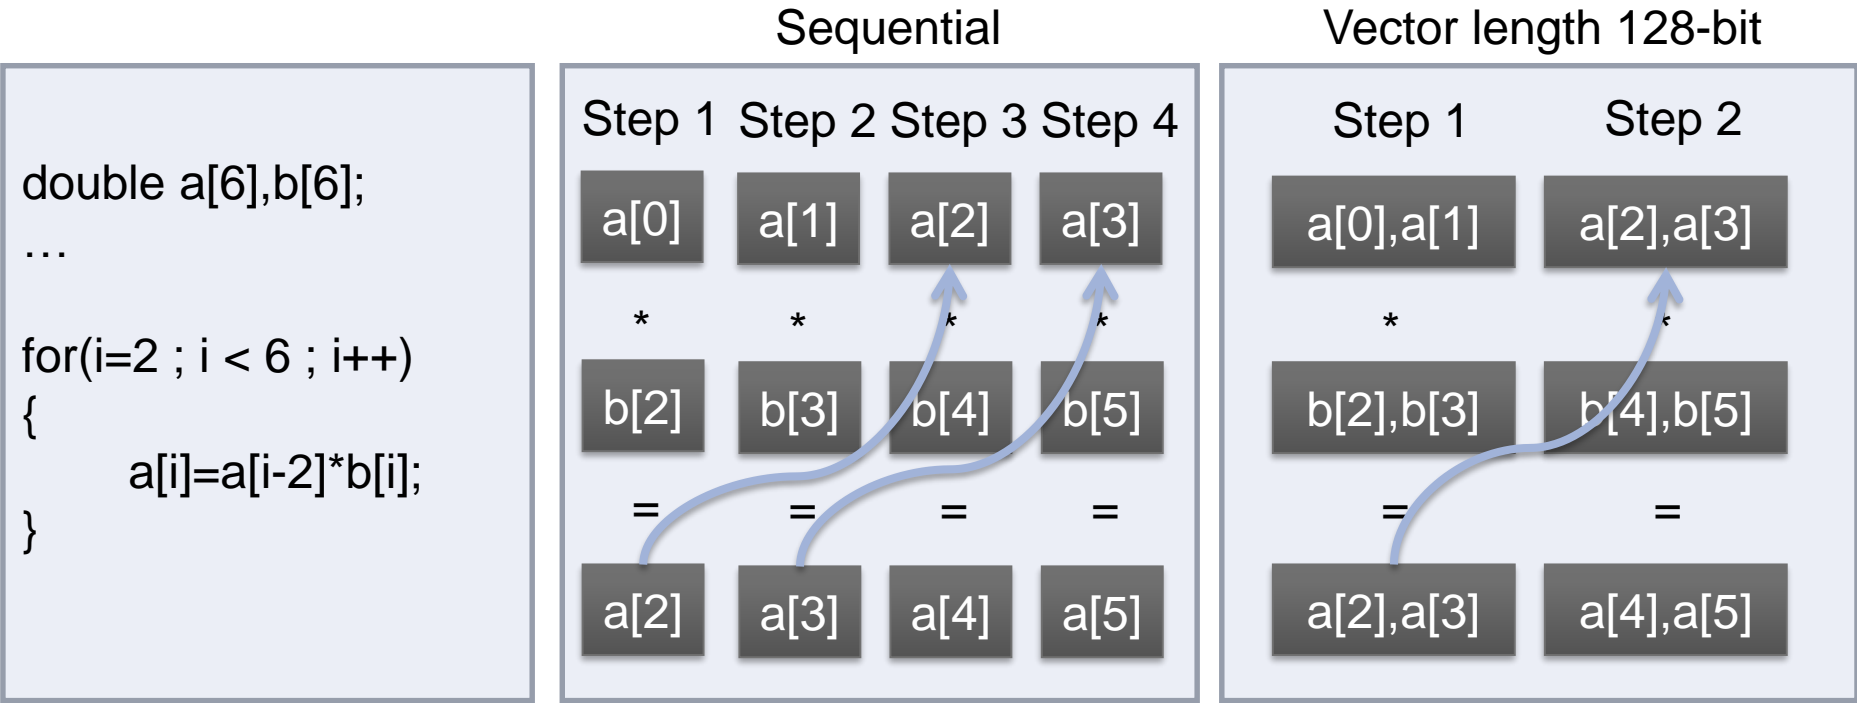 Sequential
Vector length 128-bit
double a[6],b[6];
…
for(i=2 ; i < 6 ; i++)
{
a[i]=a[i-2]*b[i];
}
Step 1 Step 2 Step 3 Step 4
a[0] a[1] a[2] a[3]
* * * *
b[2] b[3] b[4] b[5]
= = = =
a[2] a[3] a[4] a[5]
Step 1 Step 2
a[0],a[1] a[2],a[3]
* *
b[2],b[3] b[4],b[5]
= =
a[2],a[3] a[4],a[5]